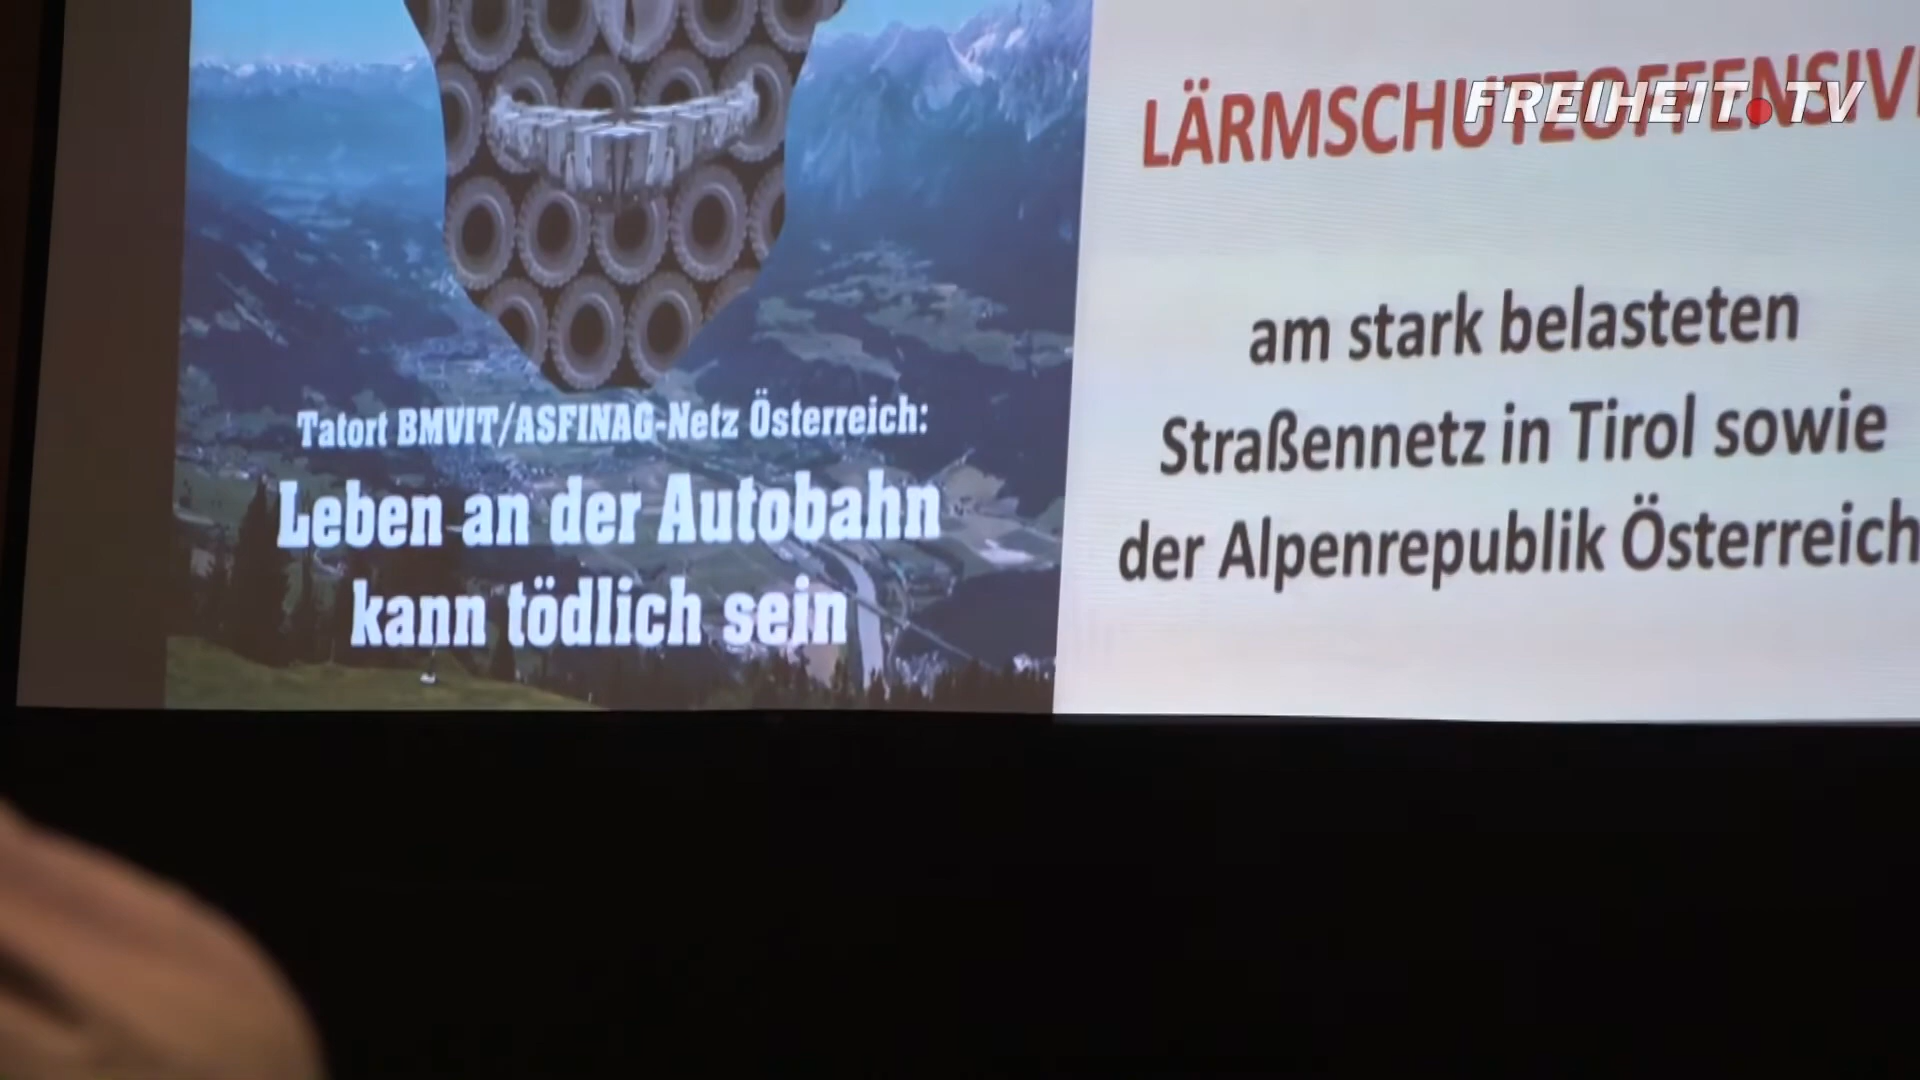 FREIHEIT.TV
Tatort BMVIT/ASFINAG-Netz Österreich:
Leben an der Autobahn
kann tödlich sein
LÄRMSCHUTZOFFENSIV
am stark belasteten
Straßennetz in Tirol sowie
der Alpenrepublik Österreich